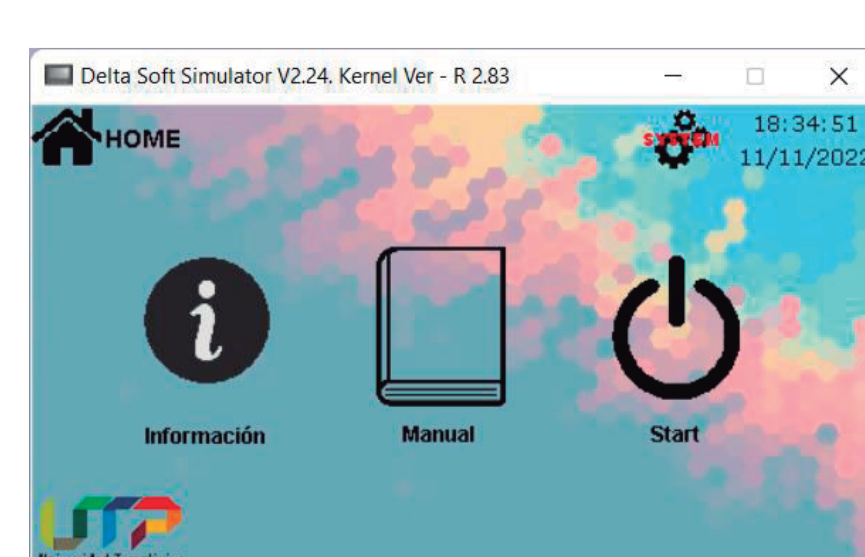 Delta Soft Simulator V2.24. Kernel Ver - R 2.83
HOME
SYSTEM
18:34:51
11/11/2022
Información
Manual
Start
UTP